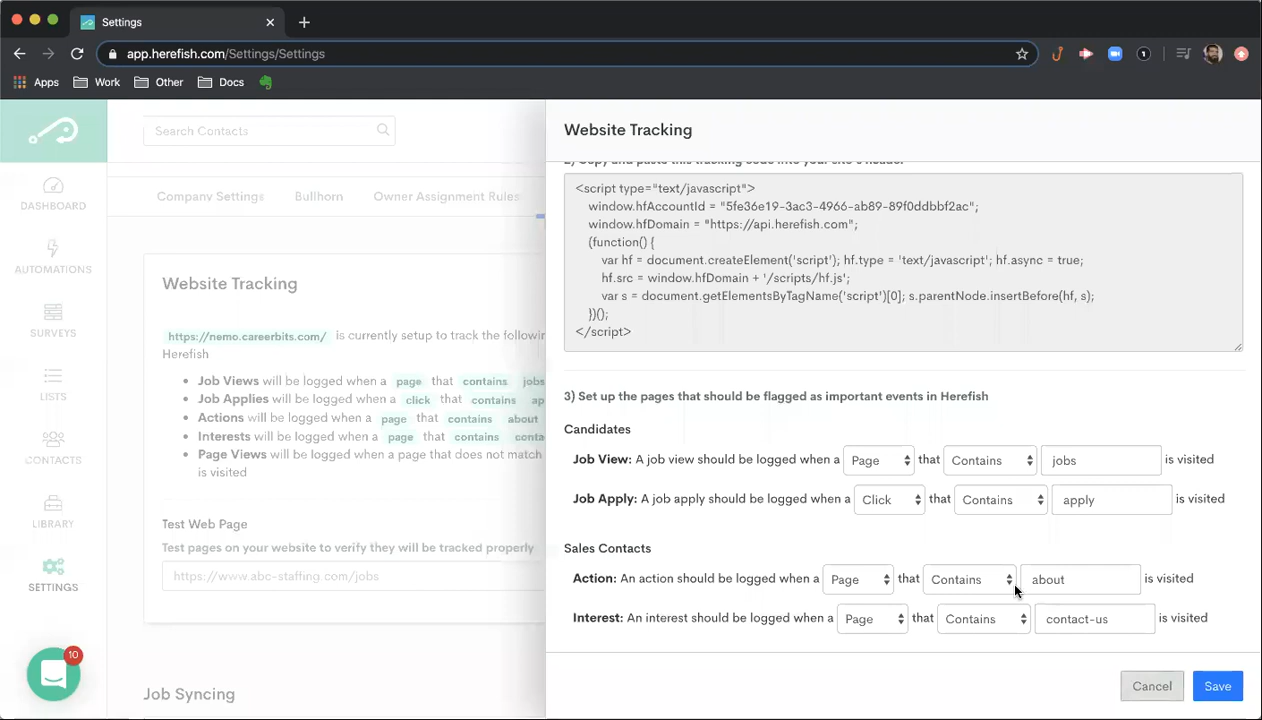 Settings
app.herefish.com/Settings/Settings
Apps
Work
Other
Docs
Search Contacts
DASHBOARD
AUTOMATIONS
SURVEYS
LISTS
CONTACTS
LIBRARY
SETTINGS
10
Company Settings
Bullhorn
Owner Assignment Rules
Website Tracking
https://nemo.careerbits.com/ is currently setup to track the following
Herefish
Job Views will be logged when a page that contains jobs
Job Applies will be logged when a click that contains ap
Actions will be logged when a page that contains about
Interests will be logged when a page that contains conta
Page Views will be logged when a page that does not match
is visited
Test Web Page
Test pages on your website to verify they will be tracked properly
https://www.abc-staffing.com/jobs
Job Syncing
Website Tracking
2) Copy and paste this tracking code into your site's header.
<script type="text/javascript">
window.hfAccountId = "5fe36e19-3ac3-4966-ab89-89f0ddbbf2ac";
window.hfDomain = "https://api.herefish.com";
(function() {
var hf = document.createElement('script'); hf.type = 'text/javascript'; hf.async = true;
hf.src = window.hfDomain + '/scripts/hf.js';
var s = document.getElementsByTagName('script')[0]; s.parentNode.insertBefore(hf, s);
})();
</script>
3) Set up the pages that should be flagged as important events in Herefish
Candidates
Job View: A job view should be logged when a Page that Contains jobs is visited
Job Apply: A job apply should be logged when a Click that Contains apply is visited
Sales Contacts
Action: An action should be logged when a Page that Contains about is visited
Interest: An interest should be logged when a Page that Contains contact-us is visited
Cancel
Save